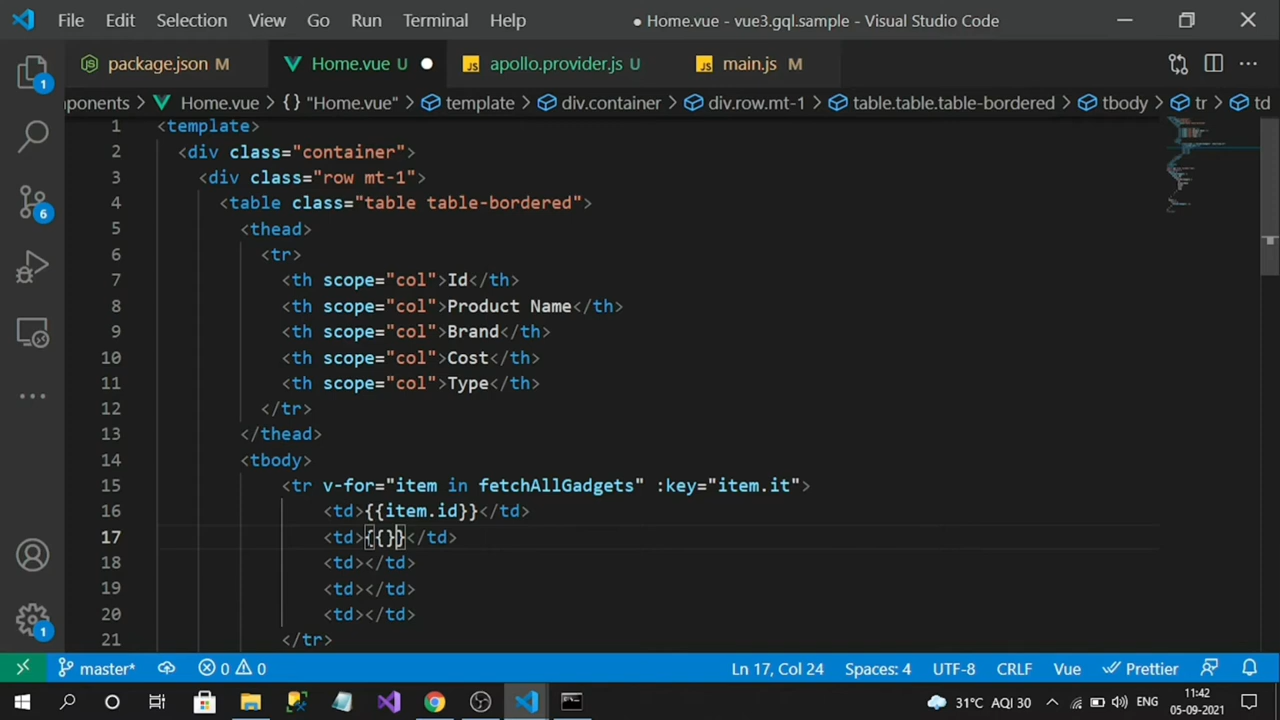 File Edit Selection View Go Run Terminal Help ● Home.vue - vue3.gql.sample - Visual Studio Code
package.json M Home.vue U JS apollo.provider.js U JS main.js M
mponents > Home.vue > {} "Home.vue" > template > div.container > div.row.mt-1 > table.table.table-bordered > tbody > tr > td
1 <template>
2 <div class="container">
3 <div class="row mt-1">
4 <table class="table table-bordered">
5 <thead>
6 <tr>
7 <th scope="col">Id</th>
8 <th scope="col">Product Name</th>
9 <th scope="col">Brand</th>
10 <th scope="col">Cost</th>
11 <th scope="col">Type</th>
12 </tr>
13 </thead>
14 <tbody>
15 <tr v-for="item in fetchAllGadgets" :key="item.it">
16 <td>{{item.id}}</td>
17 <td>{{}}</td>
18 <td></td>
19 <td></td>
20 <td></td>
21 </tr>
1
6
1
master* 0 0 Ln 17, Col 24 Spaces: 4 UTF-8 CRLF Vue Prettier
31°C AQI 30 ENG 11:42
05-09-2021